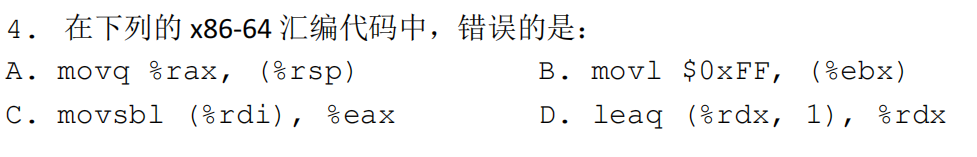 4. 在下列的 x86-64 汇编代码中，错误的是：
A. movq %rax, (%rsp) B. movl $0xFF, (%ebx)
C. movsbl (%rdi), %eax D. leaq (%rdx, 1), %rdx